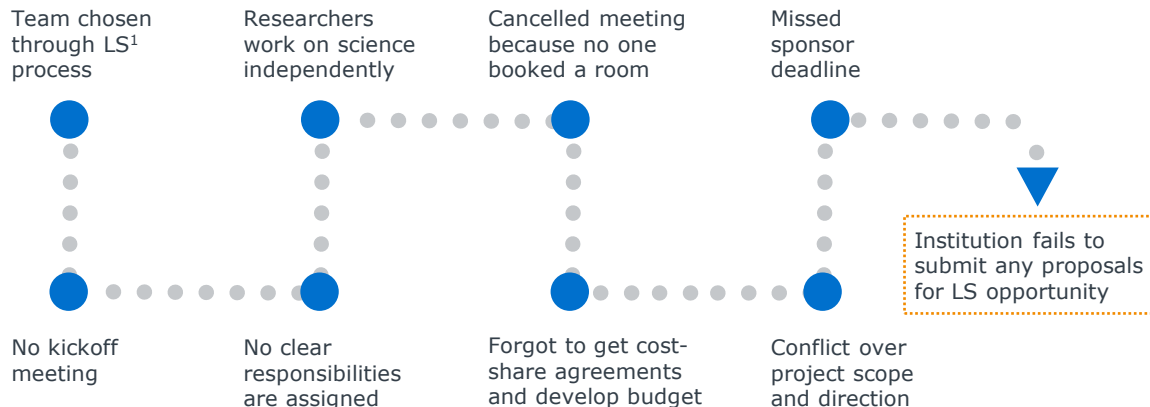 Team chosen
through LS¹
process
Researchers
work on science
independently
Cancelled meeting
because no one
booked a room
Missed
sponsor
deadline
Institution fails to
submit any proposals
for LS opportunity
No kickoff
meeting
No clear
responsibilities
are assigned
Forgot to get cost-
share agreements
and develop budget
Conflict over
project scope
and direction